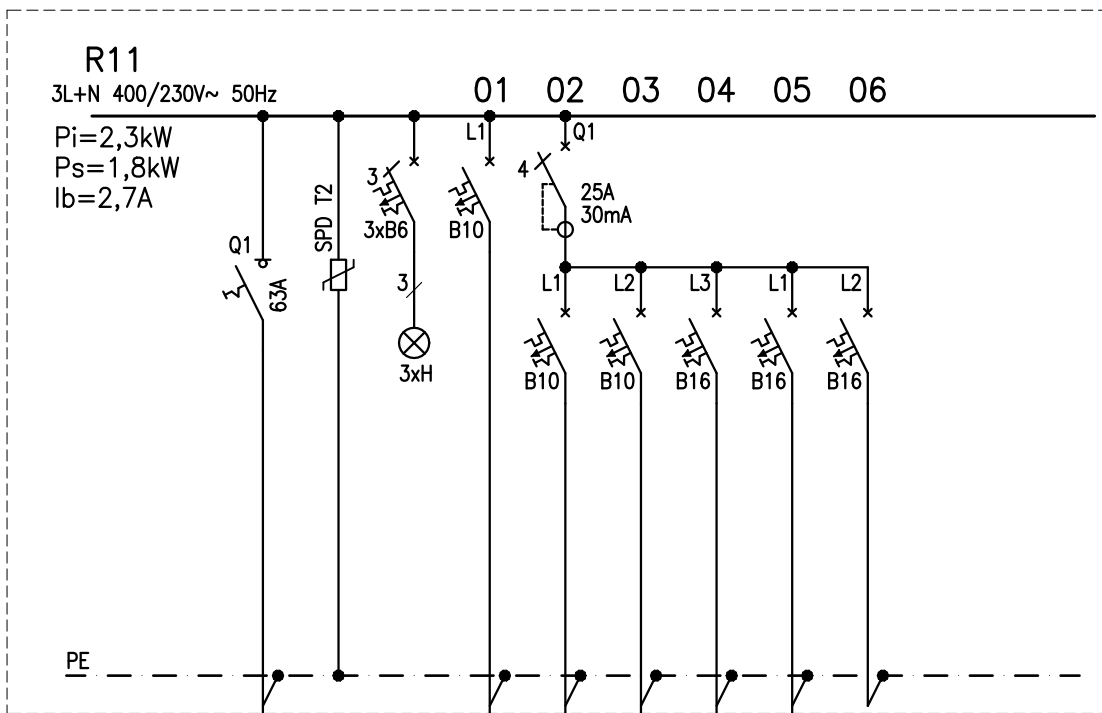 R11
3L+N 400/230V~ 50Hz
01 02 03 04 05 06
Pi=2,3kW
Ps=1,8kW
Ib=2,7A
L1
Q1
3
4
25A
30mA
SPD T2
3xB6
B10
Q1
63A
3
L1 L2 L3 L1 L2
3xH
B10 B10 B16 B16 B16
PE